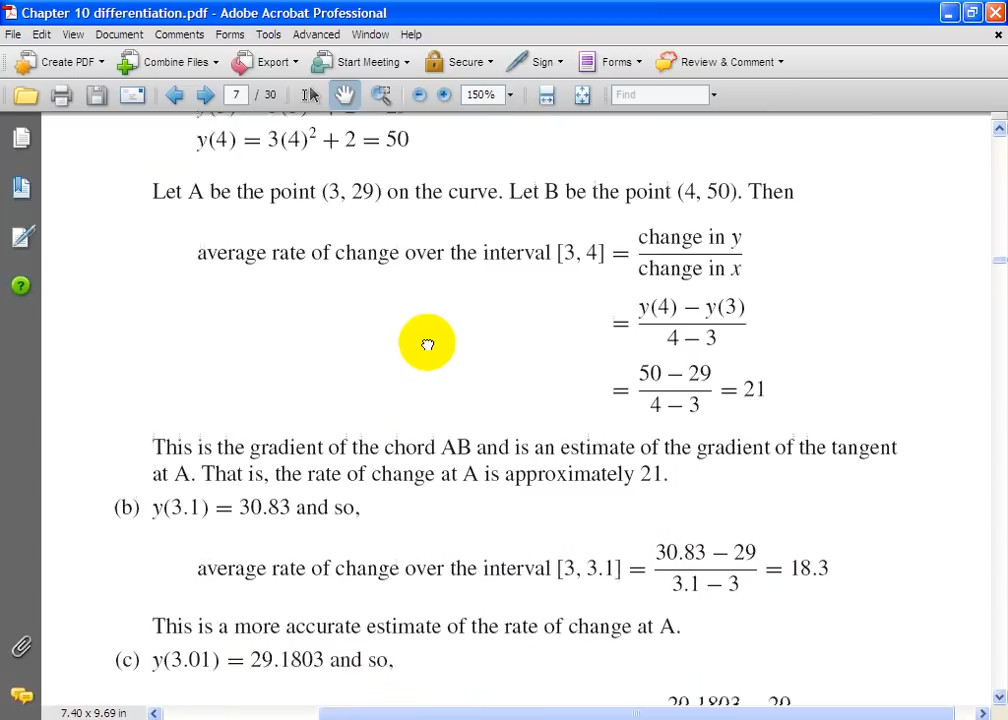 Chapter 10 differentiation.pdf - Adobe Acrobat Professional
File Edit View Document Comments Forms Tools Advanced Window Help
Create PDF Combine Files Export Start Meeting Secure Sign Forms Review & Comment
7 / 30 150% Find
y(4) = 3(4)² + 2 = 50
Let A be the point (3, 29) on the curve. Let B be the point (4, 50). Then
average rate of change over the interval [3, 4] = change in y / change in x
= y(4) − y(3) / 4 − 3
= 50 − 29 / 4 − 3 = 21
This is the gradient of the chord AB and is an estimate of the gradient of the tangent
at A. That is, the rate of change at A is approximately 21.
(b) y(3.1) = 30.83 and so,
average rate of change over the interval [3, 3.1] = 30.83 − 29 / 3.1 − 3 = 18.3
This is a more accurate estimate of the rate of change at A.
(c) y(3.01) = 29.1803 and so,
29.1803 − 29
7.40 x 9.69 in